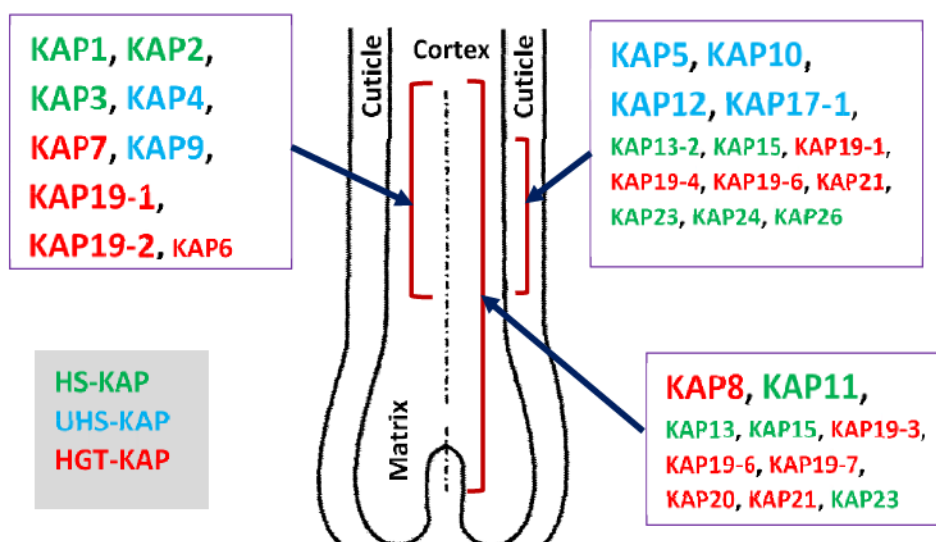 KAP1, KAP2,
KAP3, KAP4,
KAP7, KAP9,
KAP19-1,
KAP19-2, KAP6
Cuticle
Cortex
Cuticle
KAP5, KAP10,
KAP12, KAP17-1,
KAP13-2, KAP15, KAP19-1,
KAP19-4, KAP19-6, KAP21,
KAP23, KAP24, KAP26
HS-KAP
UHS-KAP
HGT-KAP
Matrix
KAP8, KAP11,
KAP13, KAP15, KAP19-3,
KAP19-6, KAP19-7,
KAP20, KAP21, KAP23